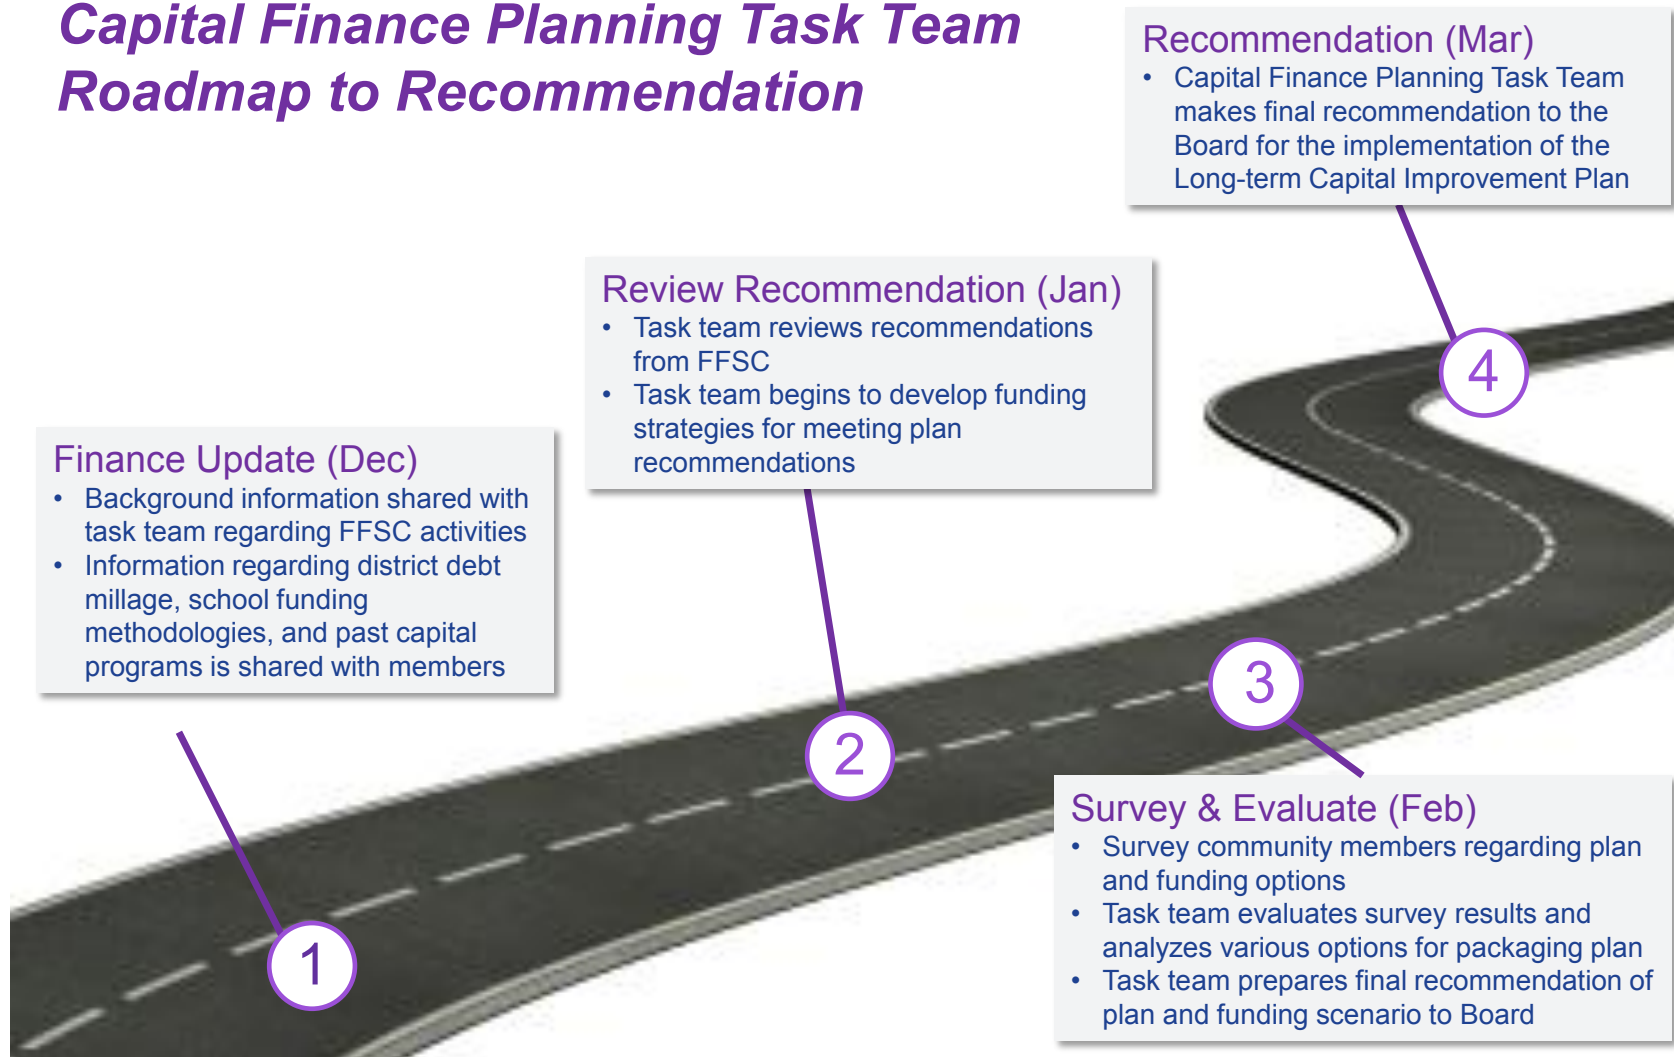 Capital Finance Planning Task Team
Roadmap to Recommendation
Finance Update (Dec)
• Background information shared with
task team regarding FFSC activities
• Information regarding district debt
millage, school funding
methodologies, and past capital
programs is shared with members
1
Review Recommendation (Jan)
• Task team reviews recommendations
from FFSC
• Task team begins to develop funding
strategies for meeting plan
recommendations
2
3
Survey & Evaluate (Feb)
• Survey community members regarding plan
and funding options
• Task team evaluates survey results and
analyzes various options for packaging plan
• Task team prepares final recommendation of
plan and funding scenario to Board
Recommendation (Mar)
• Capital Finance Planning Task Team
makes final recommendation to the
Board for the implementation of the
Long-term Capital Improvement Plan
4